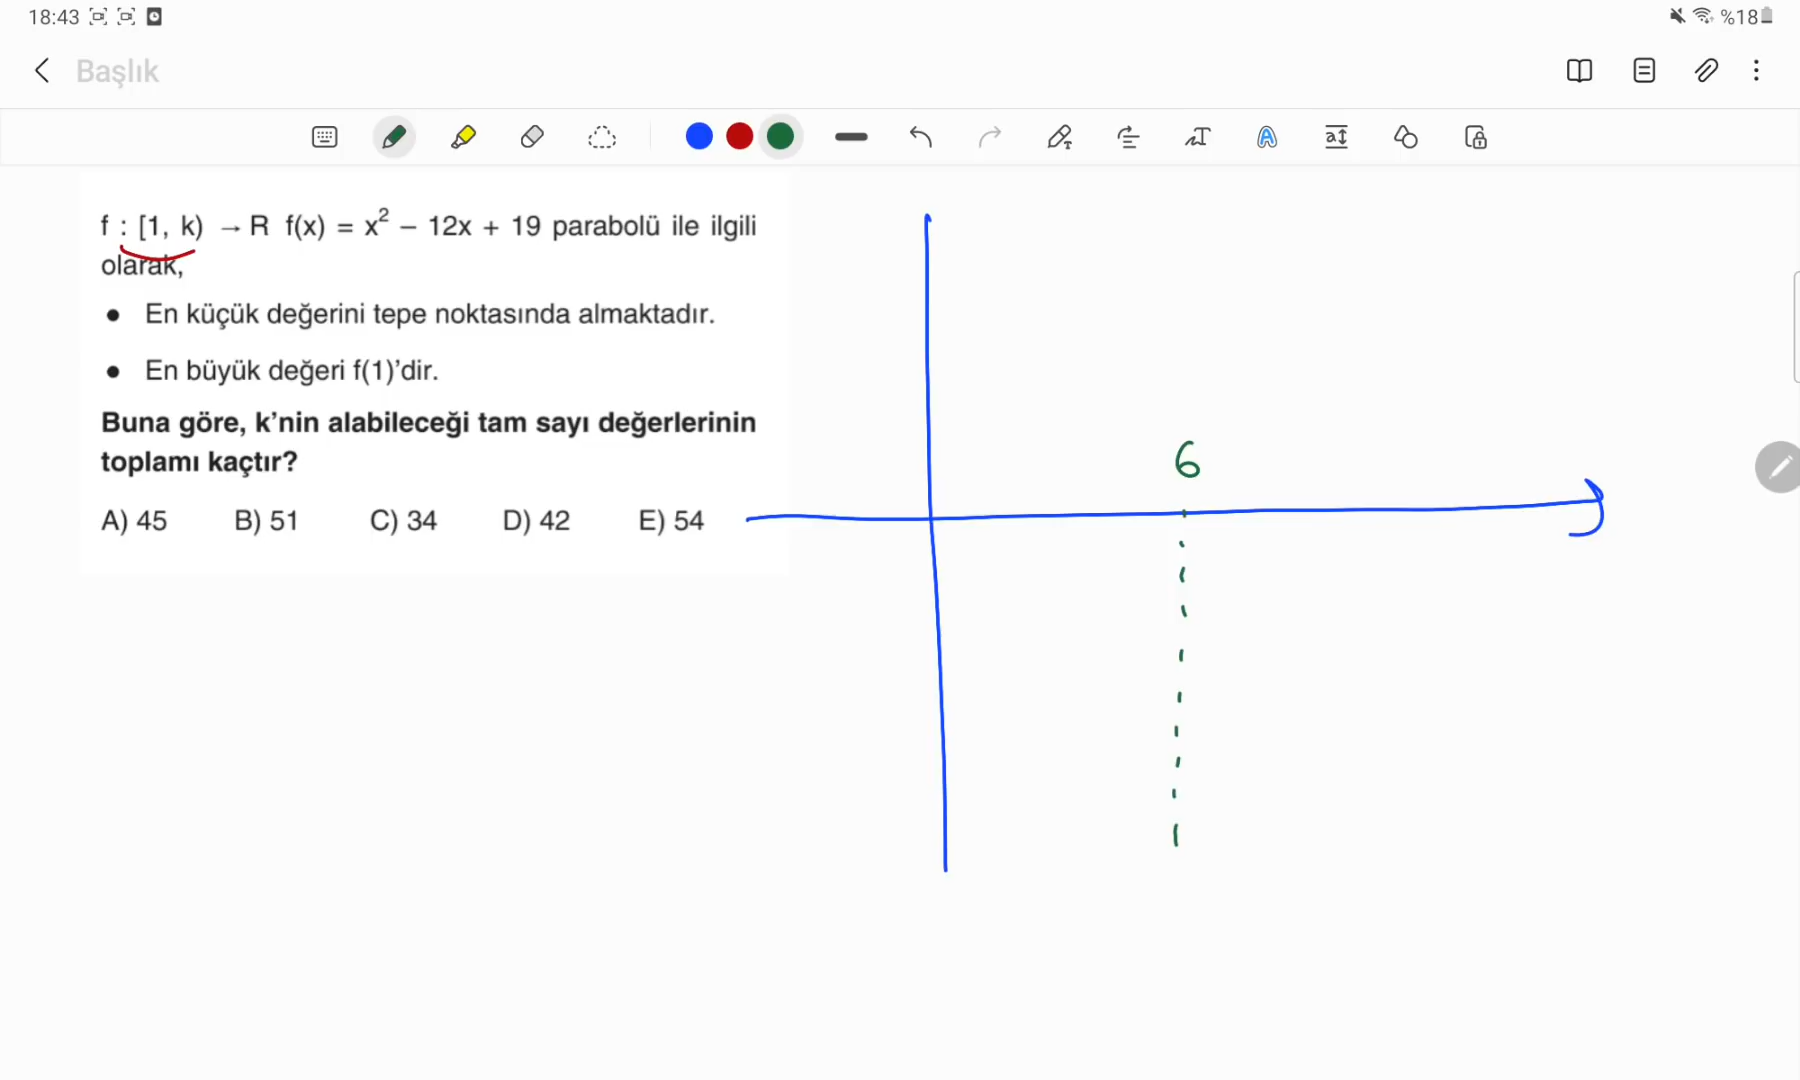 18:43
%18
Başlık
f : [1, k) → R f(x) = x² − 12x + 19 parabolü ile ilgili
olarak,
● En küçük değerini tepe noktasında almaktadır.
● En büyük değeri f(1)’dir.
Buna göre, k’nin alabileceği tam sayı değerlerinin
toplamı kaçtır?
A) 45 B) 51 C) 34 D) 42 E) 54
6